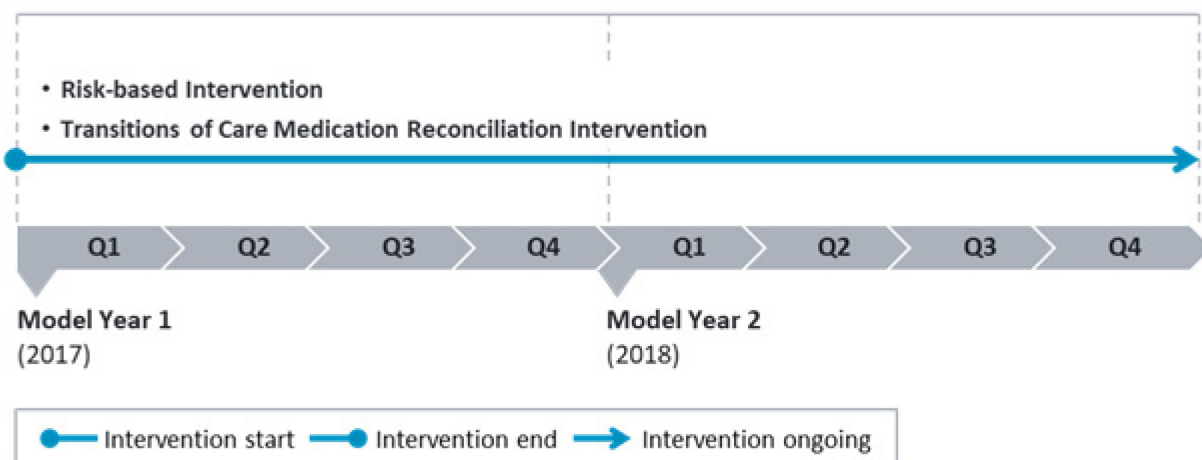 • Risk-based Intervention
• Transitions of Care Medication Reconciliation Intervention
Q1 Q2 Q3 Q4 Q1 Q2 Q3 Q4
Model Year 1 Model Year 2
(2017) (2018)
Intervention start Intervention end Intervention ongoing